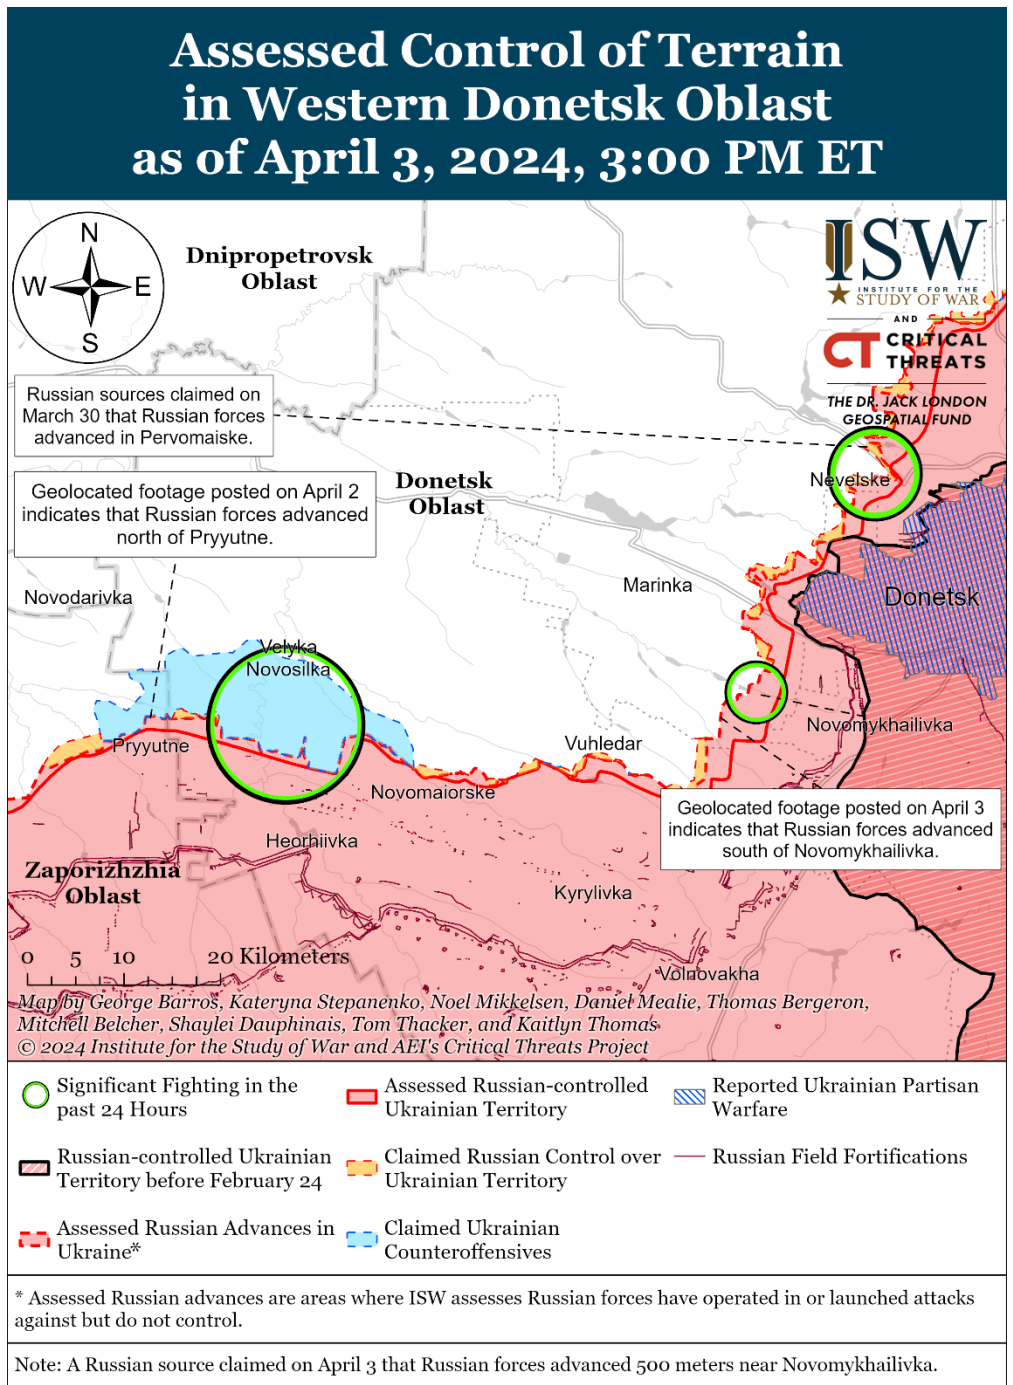 Assessed Control of Terrain
in Western Donetsk Oblast
as of April 3, 2024, 3:00 PM ET
N
W
E
S
Dnipropetrovsk
Oblast
ISW
INSTITUTE FOR THE
STUDY OF WAR
AND
CT CRITICAL
THREATS
THE DR. JACK LONDON
GEOSPATIAL FUND
Russian sources claimed on
March 30 that Russian forces
advanced in Pervomaiske.
Geolocated footage posted on April 2
indicates that Russian forces advanced
north of Pryyutne.
Donetsk
Oblast
Nevelske
Novodarivka
Marinka
Donetsk
Velyka
Novosilka
Pryyutne
Vuhledar
Novomykhailivka
Novomaiorske
Geolocated footage posted on April 3
indicates that Russian forces advanced
south of Novomykhailivka.
Heorhiivka
Zaporizhzhia
Oblast
Kyrylivka
Volnovakha
0 5 10 20 Kilometers
Map by George Barros, Kateryna Stepanenko, Noel Mikkelsen, Daniel Mealie, Thomas Bergeron,
Mitchell Belcher, Shaylei Dauphinais, Tom Thacker, and Kaitlyn Thomas
© 2024 Institute for the Study of War and AEI's Critical Threats Project
Significant Fighting in the
past 24 Hours
Assessed Russian-controlled
Ukrainian Territory
Reported Ukrainian Partisan
Warfare
Russian-controlled Ukrainian
Territory before February 24
Claimed Russian Control over
Ukrainian Territory
Russian Field Fortifications
Assessed Russian Advances in
Ukraine*
Claimed Ukrainian
Counteroffensives
* Assessed Russian advances are areas where ISW assesses Russian forces have operated in or launched attacks
against but do not control.
Note: A Russian source claimed on April 3 that Russian forces advanced 500 meters near Novomykhailivka.